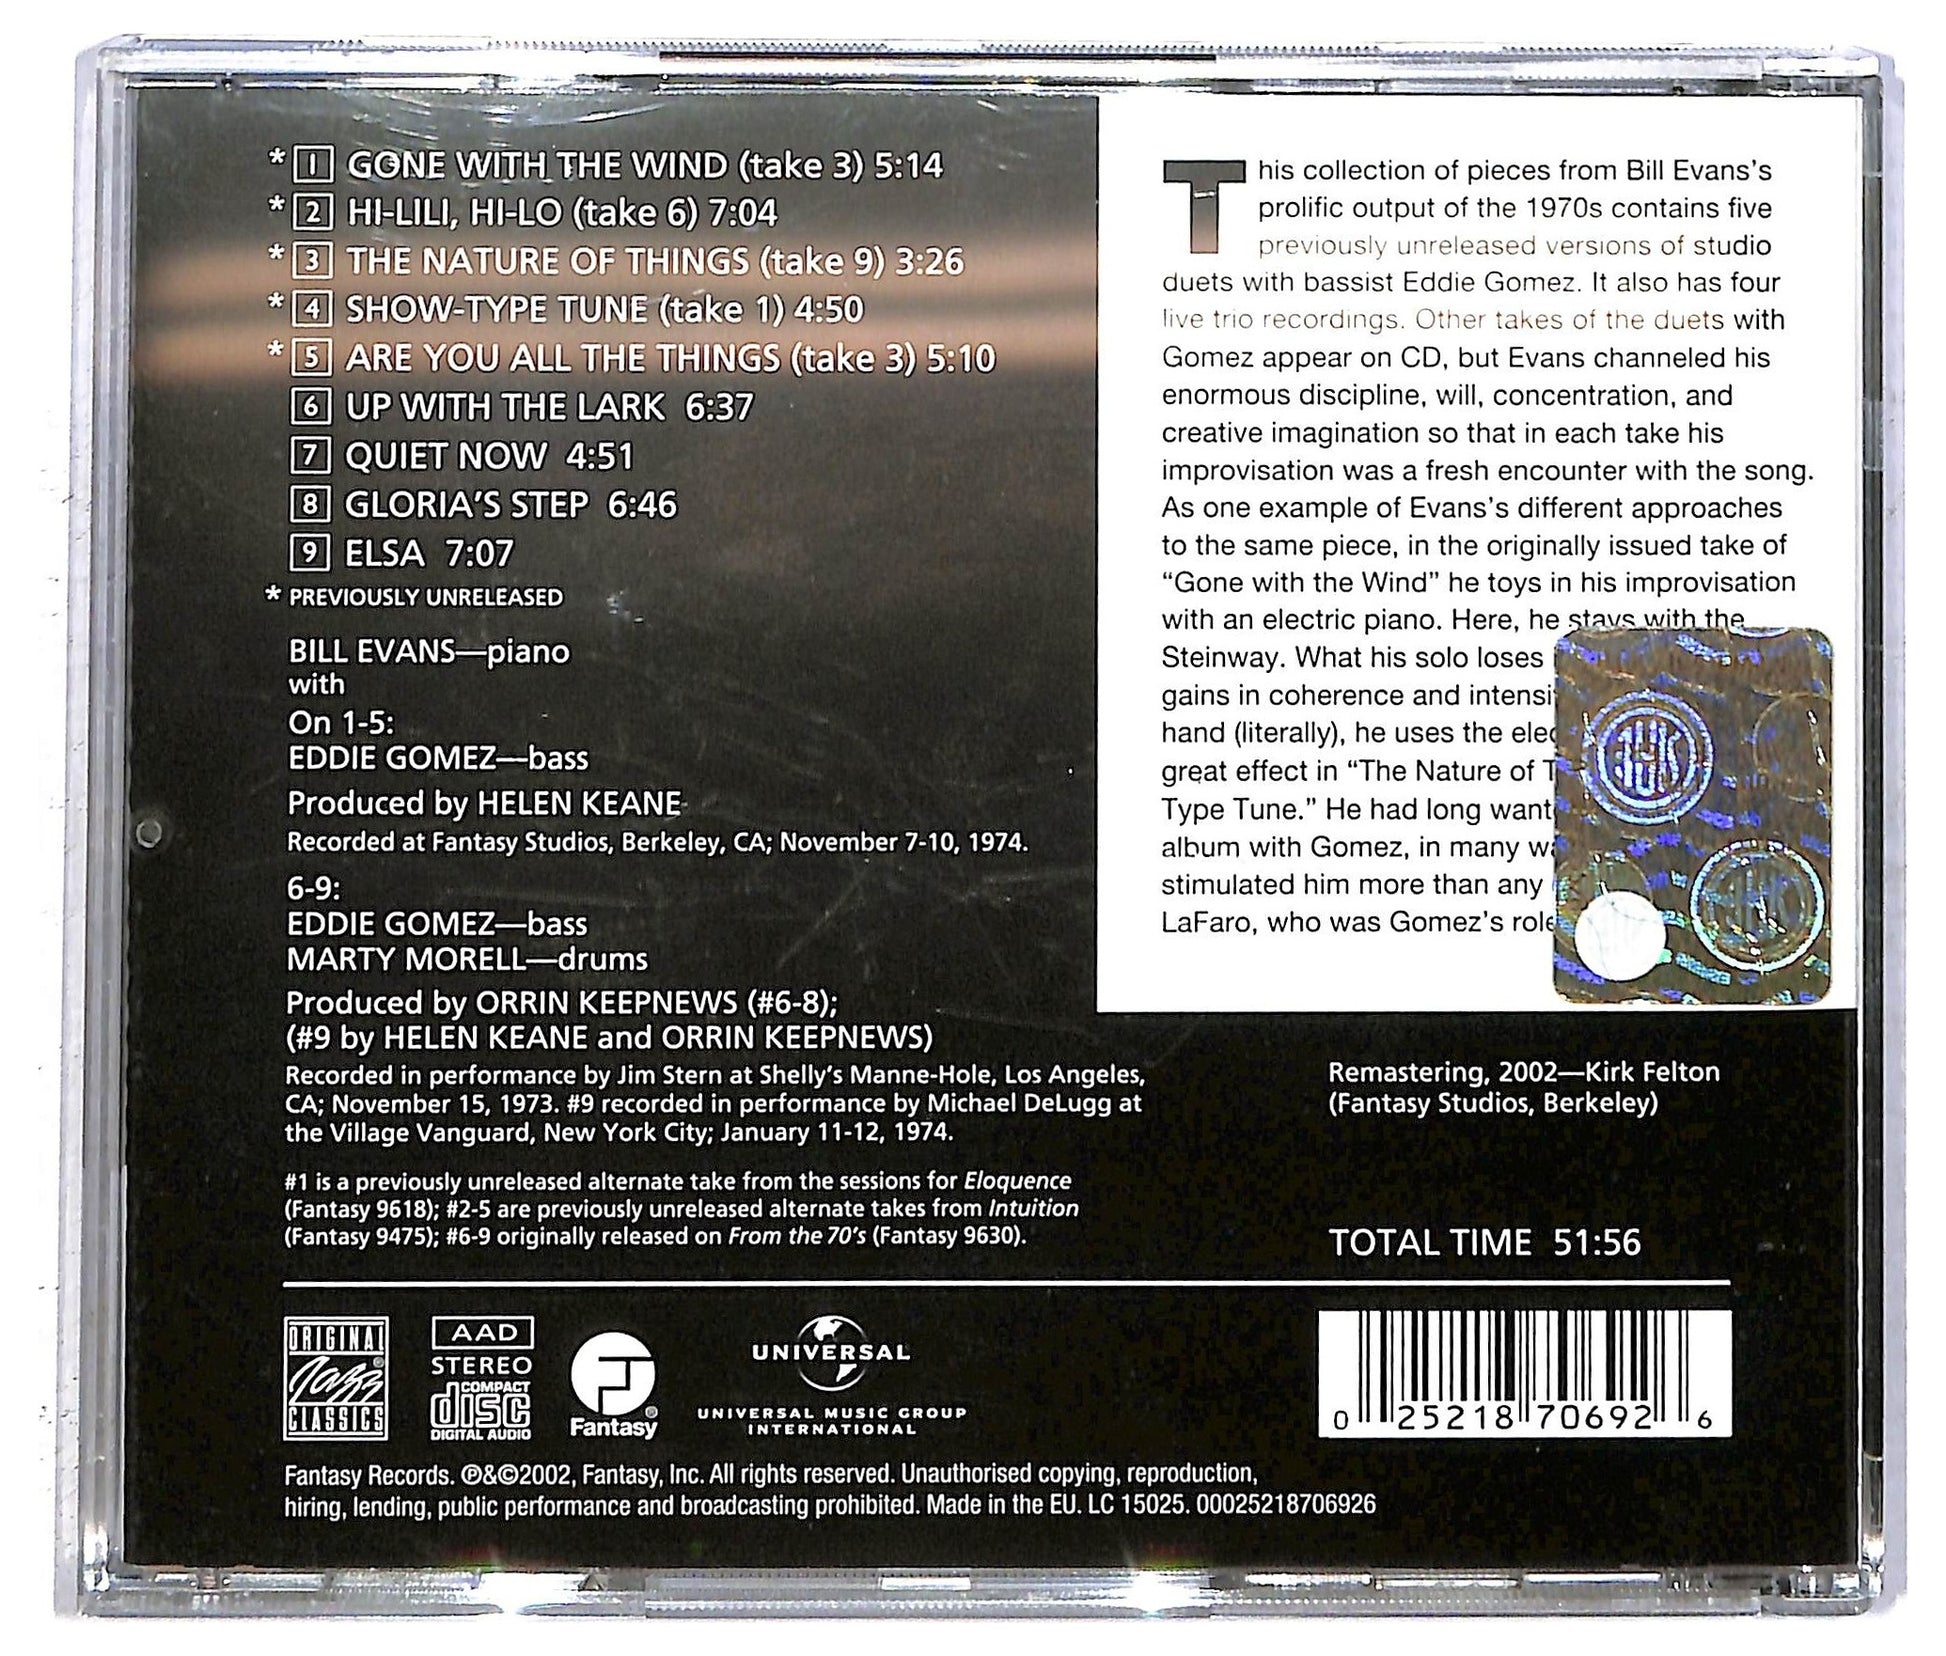 * 1 GONE WITH THE WIND (take 3) 5:14
* 2 HI-LILI, HI-LO (take 6) 7:04
* 3 THE NATURE OF THINGS (take 9) 3:26
* 4 SHOW-TYPE TUNE (take 1) 4:50
* 5 ARE YOU ALL THE THINGS (take 3) 5:10
6 UP WITH THE LARK 6:37
7 QUIET NOW 4:51
8 GLORIA'S STEP 6:46
9 ELSA 7:07
* PREVIOUSLY UNRELEASED
BILL EVANS—piano
with
On 1-5:
EDDIE GOMEZ—bass
Produced by HELEN KEANE
Recorded at Fantasy Studios, Berkeley, CA; November 7-10, 1974.
6-9:
EDDIE GOMEZ—bass
MARTY MORELL—drums
Produced by ORRIN KEEPNEWS (#6-8);
(#9 by HELEN KEANE and ORRIN KEEPNEWS)
Recorded in performance by Jim Stern at Shelly's Manne-Hole, Los Angeles,
CA; November 15, 1973. #9 recorded in performance by Michael DeLugg at
the Village Vanguard, New York City; January 11-12, 1974.
#1 is a previously unreleased alternate take from the sessions for Eloquence
(Fantasy 9618); #2-5 are previously unreleased alternate takes from Intuition
(Fantasy 9475); #6-9 originally released on From the 70's (Fantasy 9630).
This collection of pieces from Bill Evans's
prolific output of the 1970s contains five
previously unreleased versions of studio
duets with bassist Eddie Gomez. It also has four
live trio recordings. Other takes of the duets with
Gomez appear on CD, but Evans channeled his
enormous discipline, will, concentration, and
creative imagination so that in each take his
improvisation was a fresh encounter with the song.
As one example of Evans's different approaches
to the same piece, in the originally issued take of
“Gone with the Wind” he toys in his improvisation
with an electric piano. Here, he stays with the
Steinway. What his solo loses
gains in coherence and
hand (literally), he uses the
great effect in “The Nature of
Type Tune.” He had long
album with Gomez, in many
stimulated him more than any
LaFaro, who was Gomez's
Remastering, 2002—Kirk Felton
(Fantasy Studios, Berkeley)
TOTAL TIME 51:56
ORIGINAL
Jazz
CLASSICS
AAD
STEREO
COMPACT
disc
DIGITAL AUDIO
Fantasy®
UNIVERSAL
UNIVERSAL MUSIC GROUP
INTERNATIONAL
0 25218 70692 6
Fantasy Records. ℗&©2002, Fantasy, Inc. All rights reserved. Unauthorised copying, reproduction,
hiring, lending, public performance and broadcasting prohibited. Made in the EU. LC 15025. 00025218706926